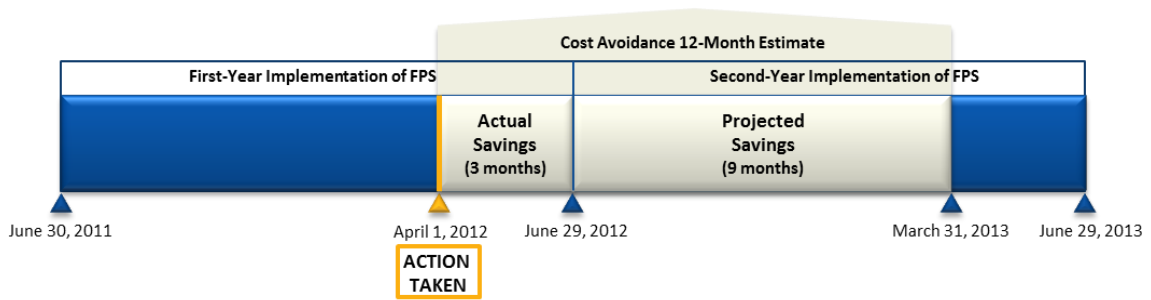 Cost Avoidance 12-Month Estimate
First-Year Implementation of FPS
Second-Year Implementation of FPS
Actual
Savings
(3 months)
Projected
Savings
(9 months)
June 30, 2011
April 1, 2012
June 29, 2012
March 31, 2013
June 29, 2013
ACTION
TAKEN